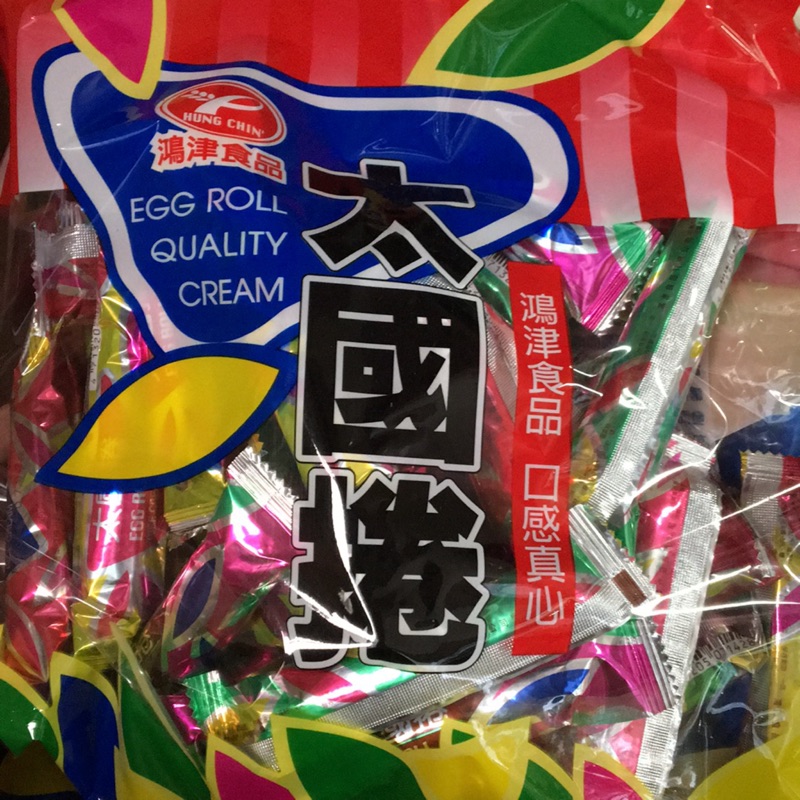 HUNG CHIN
鴻津食品
EGG ROLL
QUALITY
CREAM
太國捲
鴻津食品 口感真心